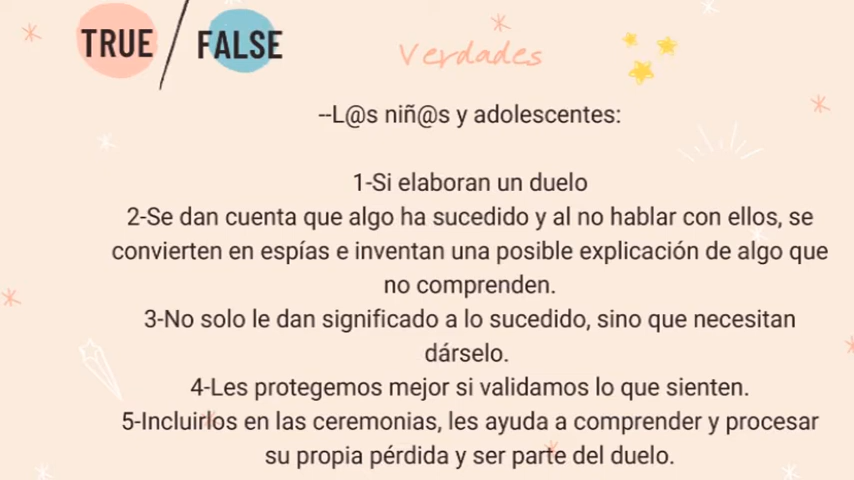 TRUE / FALSE
Verdades
--L@s niñ@s y adolescentes:
1-Si elaboran un duelo
2-Se dan cuenta que algo ha sucedido y al no hablar con ellos, se
convierten en espías e inventan una posible explicación de algo que
no comprenden.
3-No solo le dan significado a lo sucedido, sino que necesitan
dárselo.
4-Les protegemos mejor si validamos lo que sienten.
5-Incluirlos en las ceremonias, les ayuda a comprender y procesar
su propia pérdida y ser parte del duelo.